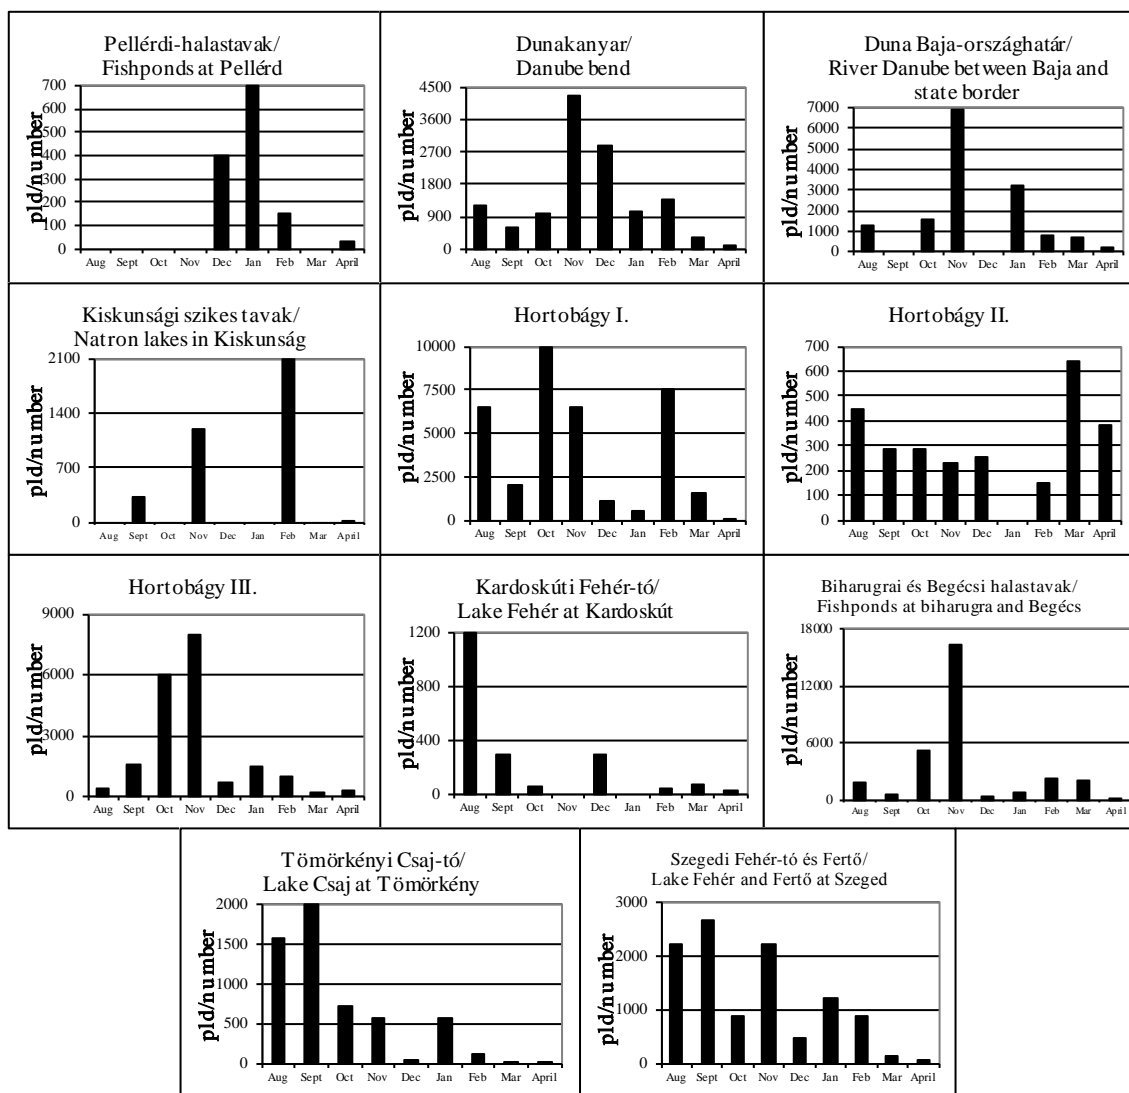 Pellérdi-halastavak/
Fishponds at Pellérd
700
600
500
400
300
200
100
0
pld/number
Aug Sept Oct Nov Dec Jan Feb Mar April
Dunakanyar/
Danube bend
4500
3600
2700
1800
900
0
pld/number
Aug Sept Oct Nov Dec Jan Feb Mar April
Duna Baja-országhatár/
River Danube between Baja and
state border
7000
6000
5000
4000
3000
2000
1000
0
pld/number
Aug Sept Oct Nov Dec Jan Feb Mar April
Kiskunsági szikes tavak/
Natron lakes in Kiskunság
2100
1400
700
0
pld/number
Aug Sept Oct Nov Dec Jan Feb Mar April
Hortobágy I.
10000
7500
5000
2500
0
pld/number
Aug Sept Oct Nov Dec Jan Feb Mar April
Hortobágy II.
700
600
500
400
300
200
100
0
pld/number
Aug Sept Oct Nov Dec Jan Feb Mar April
Hortobágy III.
9000
6000
3000
0
pld/number
Aug Sept Oct Nov Dec Jan Feb Mar April
Kardoskúti Fehér-tó/
Lake Fehér at Kardoskút
1200
800
400
0
pld/number
Aug Sept Oct Nov Dec Jan Feb Mar April
Biharugrai és Begécsi halastavak/
Fishponds at biharugra and Begécs
18000
12000
6000
0
pld/number
Aug Sept Oct Nov Dec Jan Feb Mar April
Tömörkényi Csaj-tó/
Lake Csaj at Tömörkény
2000
1500
1000
500
0
pld/number
Aug Sept Oct Nov Dec Jan Feb Mar April
Szegedi Fehér-tó és Fertő/
Lake Fehér and Fertő at Szeged
3000
2000
1000
0
pld/number
Aug Sept Oct Nov Dec Jan Feb Mar April